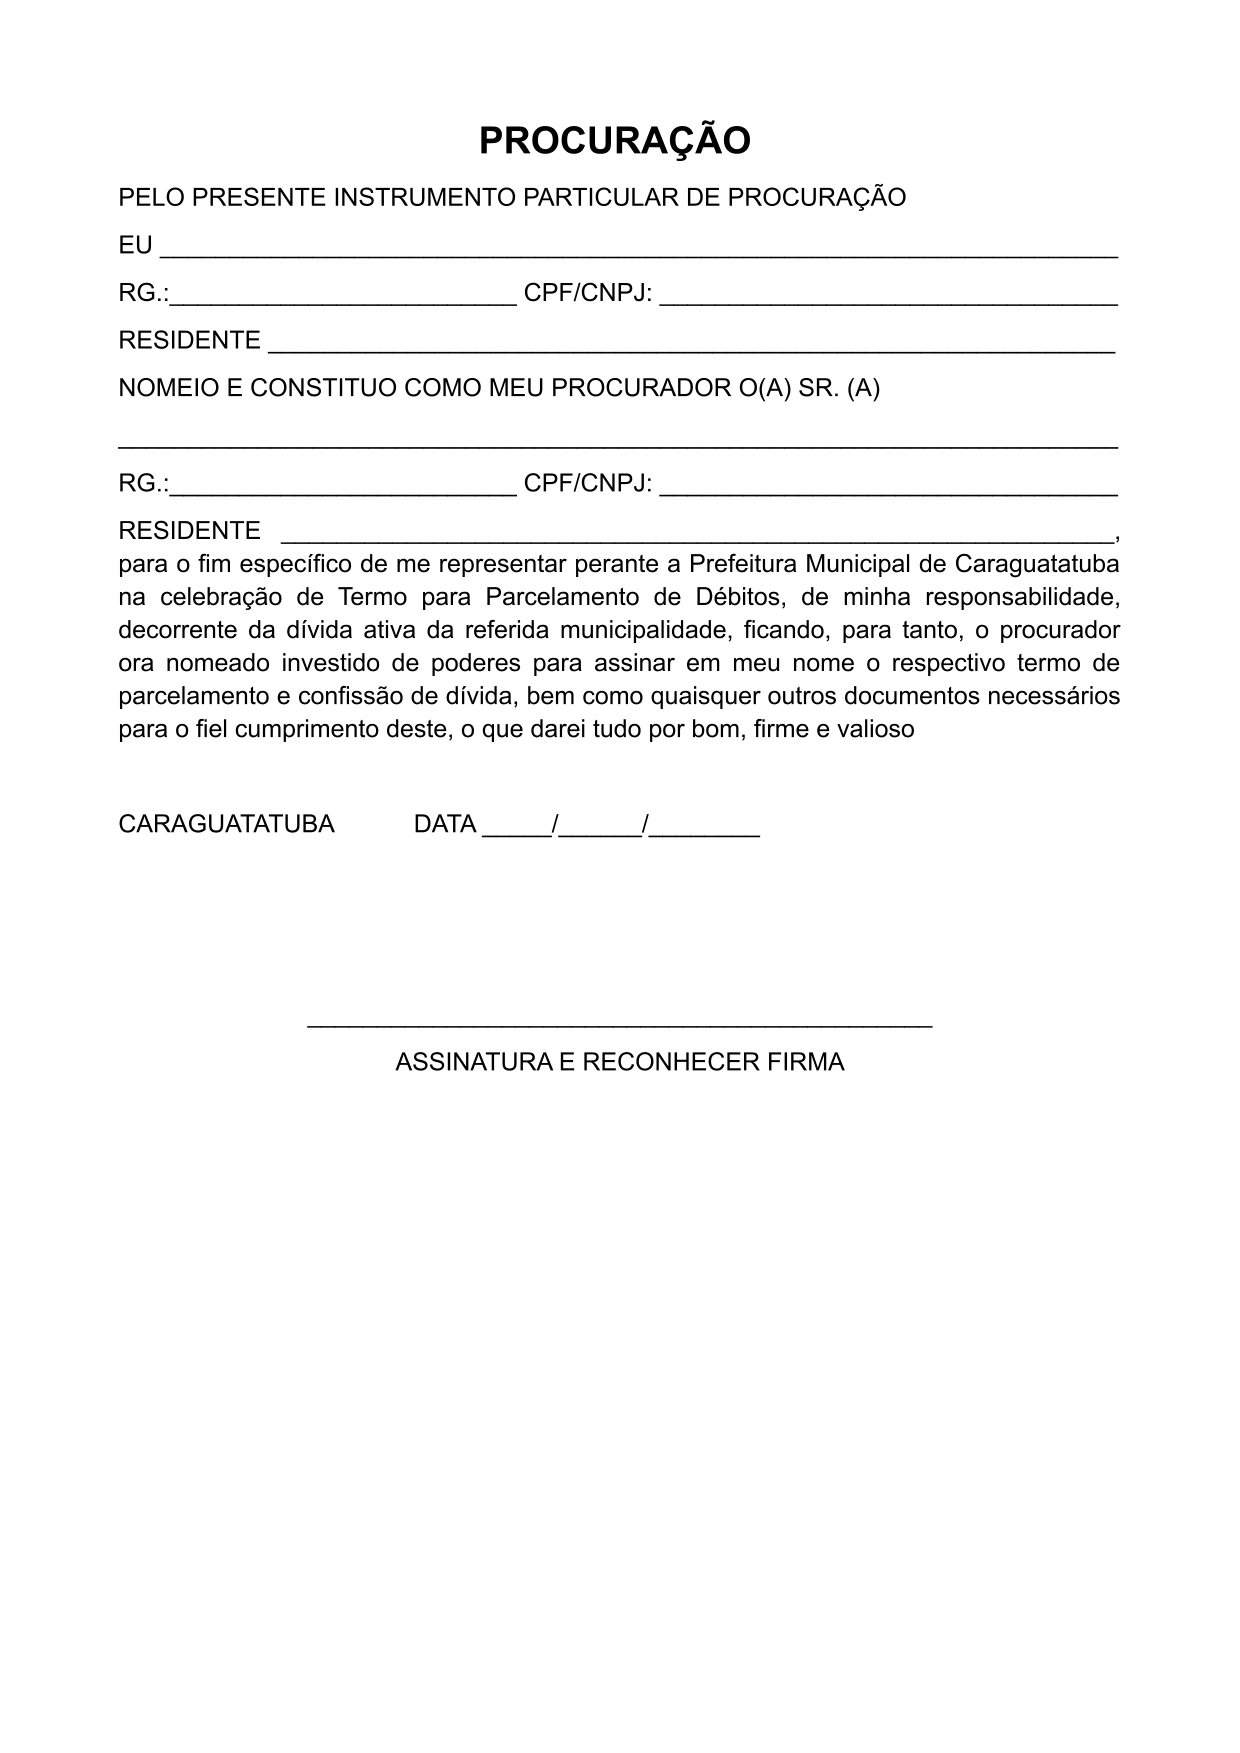 PROCURAÇÃO
PELO PRESENTE INSTRUMENTO PARTICULAR DE PROCURAÇÃO
EU _____________________________________________________________________
RG.:_________________________ CPF/CNPJ: _________________________________
RESIDENTE _____________________________________________________________
NOMEIO E CONSTITUO COMO MEU PROCURADOR O(A) SR. (A)
________________________________________________________________________
RG.:_________________________ CPF/CNPJ: _________________________________
RESIDENTE ____________________________________________________________,
para o fim específico de me representar perante a Prefeitura Municipal de Caraguatatuba
na celebração de Termo para Parcelamento de Débitos, de minha responsabilidade,
decorrente da dívida ativa da referida municipalidade, ficando, para tanto, o procurador
ora nomeado investido de poderes para assinar em meu nome o respectivo termo de
parcelamento e confissão de dívida, bem como quaisquer outros documentos necessários
para o fiel cumprimento deste, o que darei tudo por bom, firme e valioso
CARAGUATATUBA DATA _____/______/________
_____________________________________________
ASSINATURA E RECONHECER FIRMA